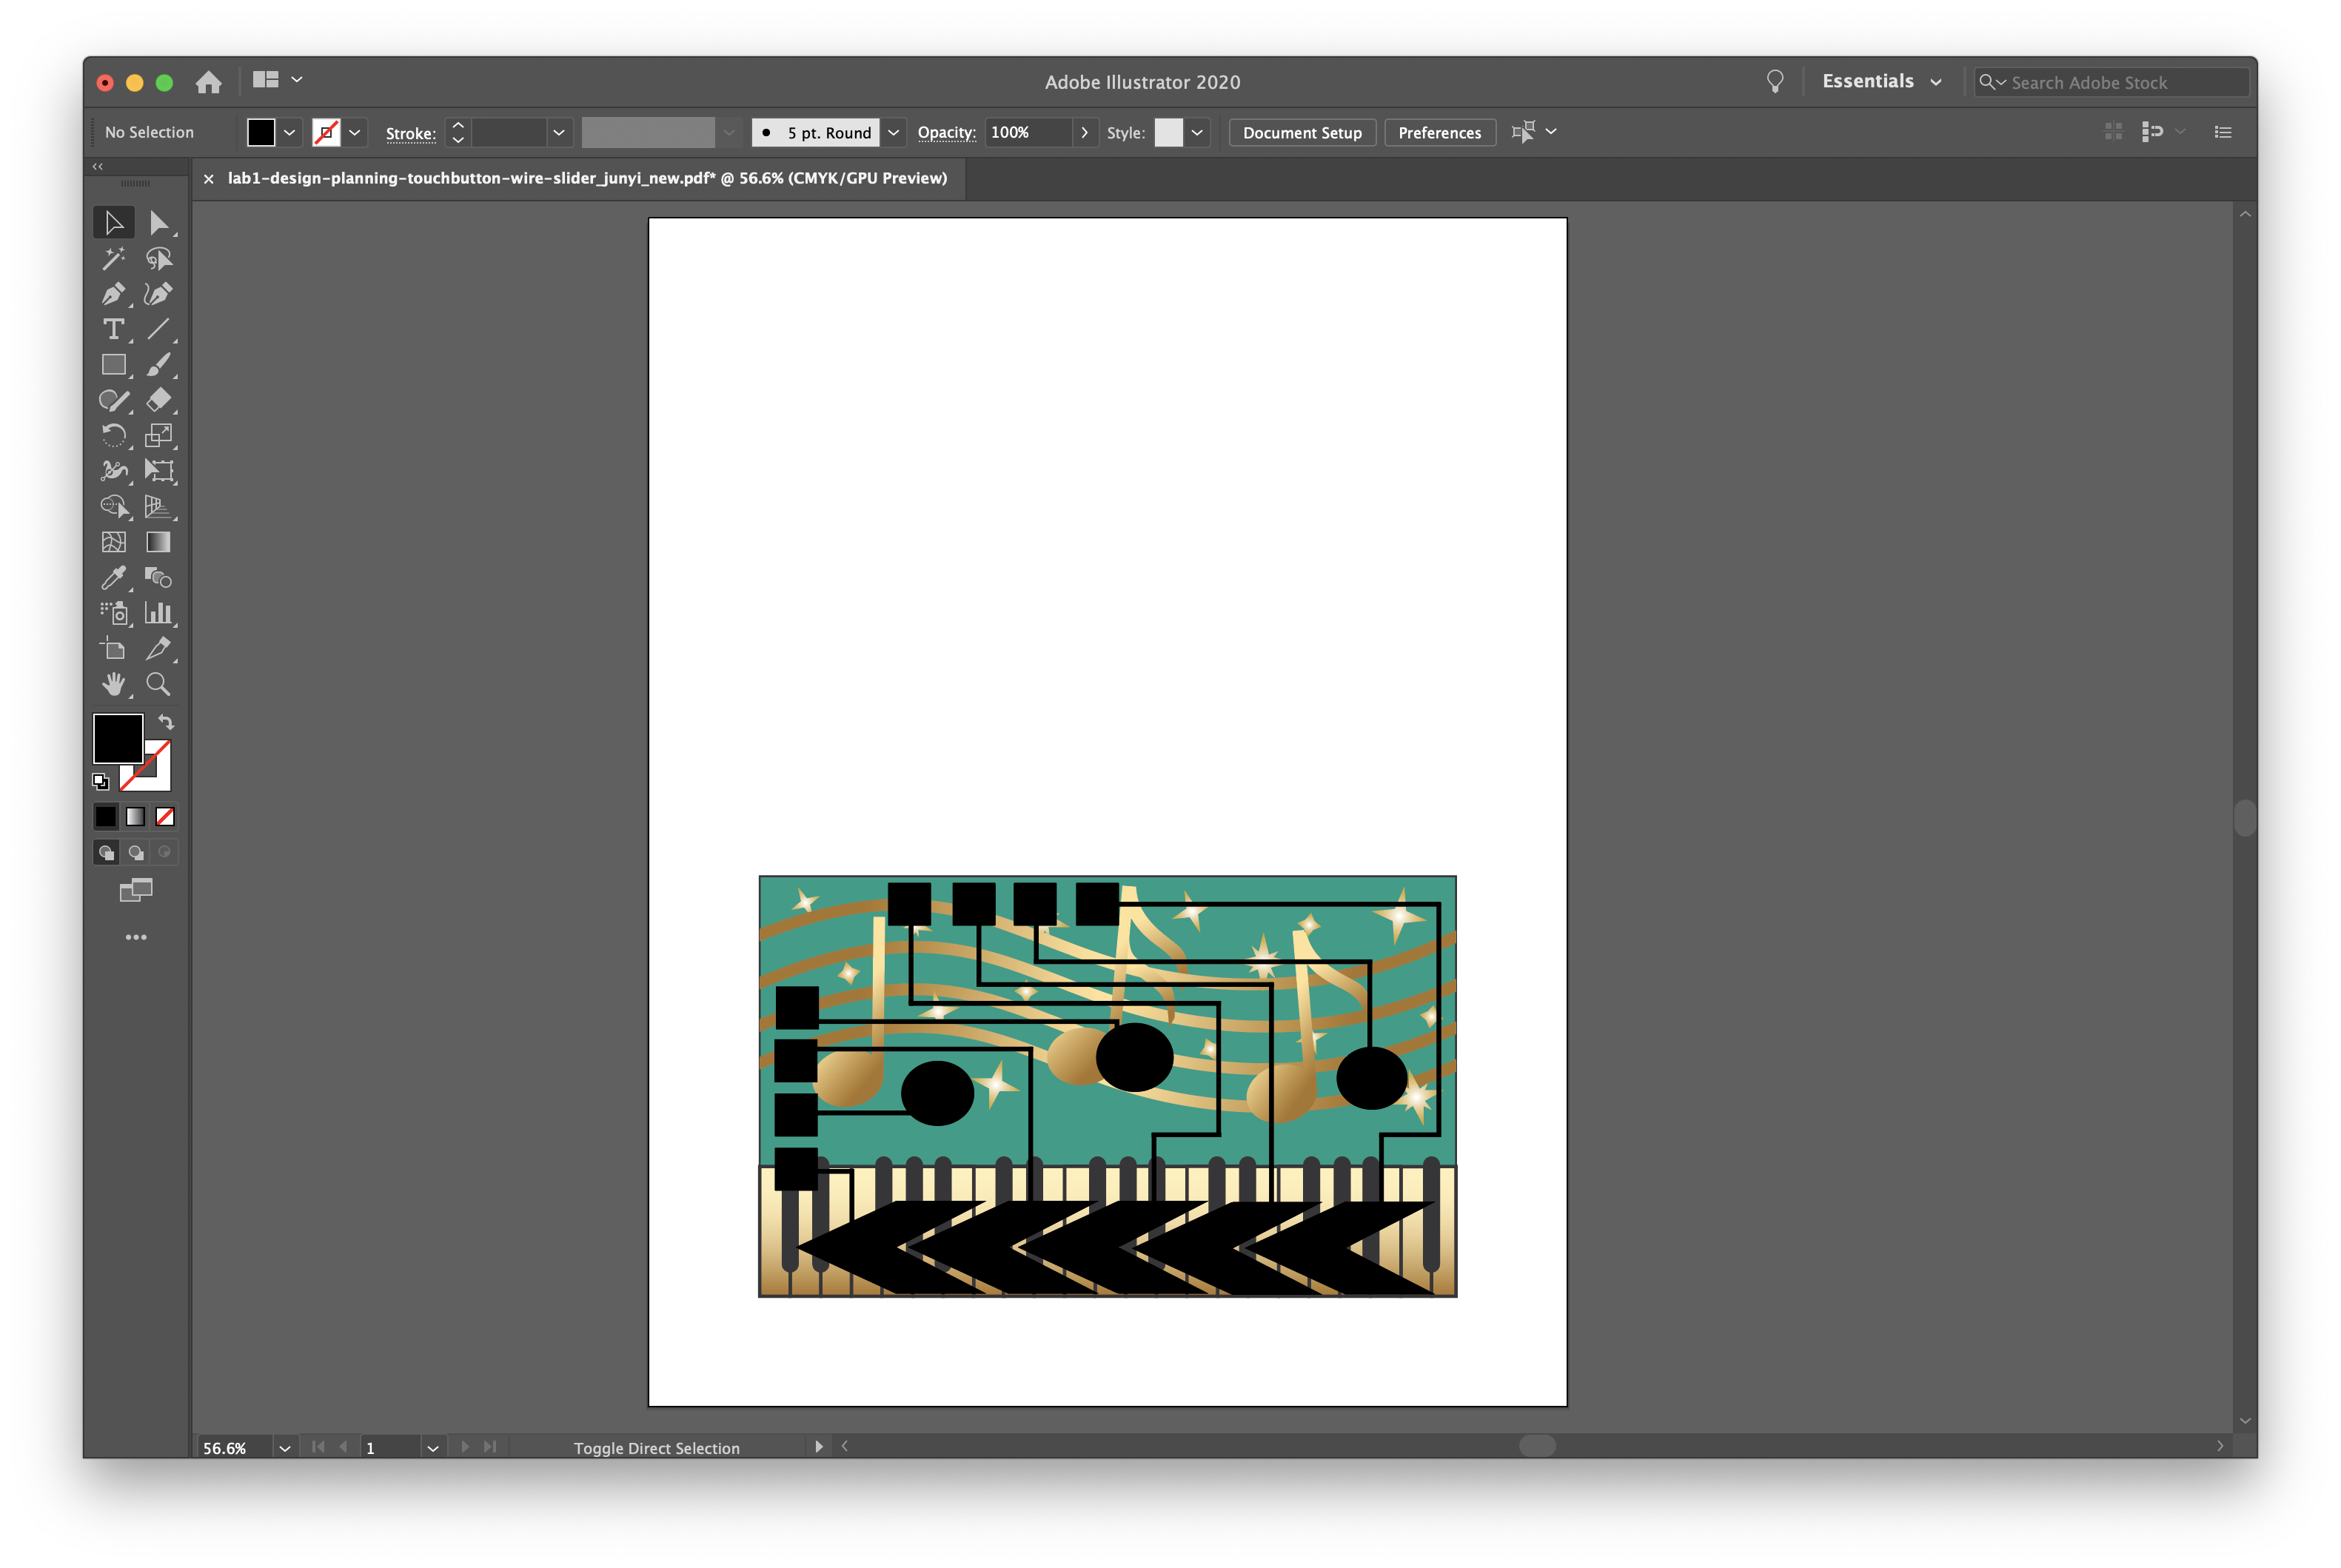 Adobe Illustrator 2020
Essentials
Search Adobe Stock
No Selection
Stroke:
5 pt. Round
Opacity:
100%
Style:
Document Setup
Preferences
lab1-design-planning-touchbutton-wire-slider_junyi_new.pdf* @ 56.6% (CMYK/GPU Preview)
56.6%
1
Toggle Direct Selection